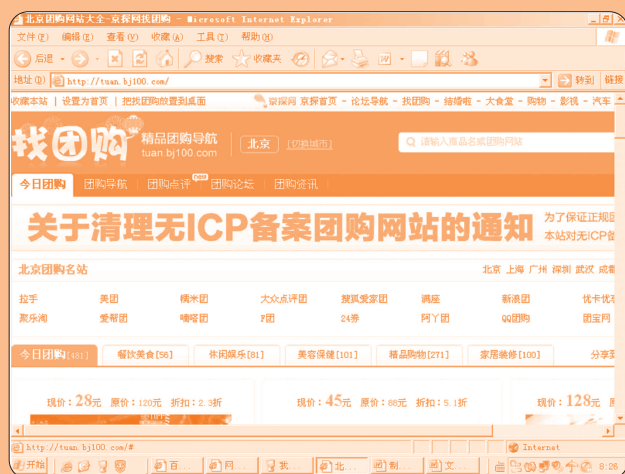 北京团购网站大全-京探网找团购 - Microsoft Internet Explorer
文件(F) 编辑(E) 查看(V) 收藏(A) 工具(T) 帮助(H)
后退 搜索 收藏夹
地址(D) http://tuan.bj100.com/ 转到 链接
收藏本站 | 设置为首页 | 把找团购放置到桌面 京探网 京探首页 - 论坛导航 - 找团购 - 结婚啦 - 大食堂 - 购物 - 影视 - 汽车
找团购 精品团购导航 北京 [切换城市] 请输入商品名或团购网站
tuan.bj100.com
今日团购 团购导航 团购点评 new 团购论坛 团购资讯
关于清理无ICP备案团购网站的通知 为了保证正规团
本站对无ICP备
北京团购名站 北京 上海 广州 深圳 武汉 成都
拉手 美团 糯米团 大众点评团 搜狐爱家团 满座 新浪团 优卡优
聚乐淘 爱帮团 嘀嗒团 F团 24券 阿丫团 QQ团购 团宝网
今日团购[481] 餐饮美食[56] 休闲娱乐[81] 美容保健[101] 精品购物[271] 家居装修[100] 分享到
现价：28元 原价：120元 折扣：2.3折 现价：45元 原价：88元 折扣：5.1折 现价：128元
http://tuan.bj100.com/# Internet
开始 百... 网... 我... 北... 制... 文... 8:26